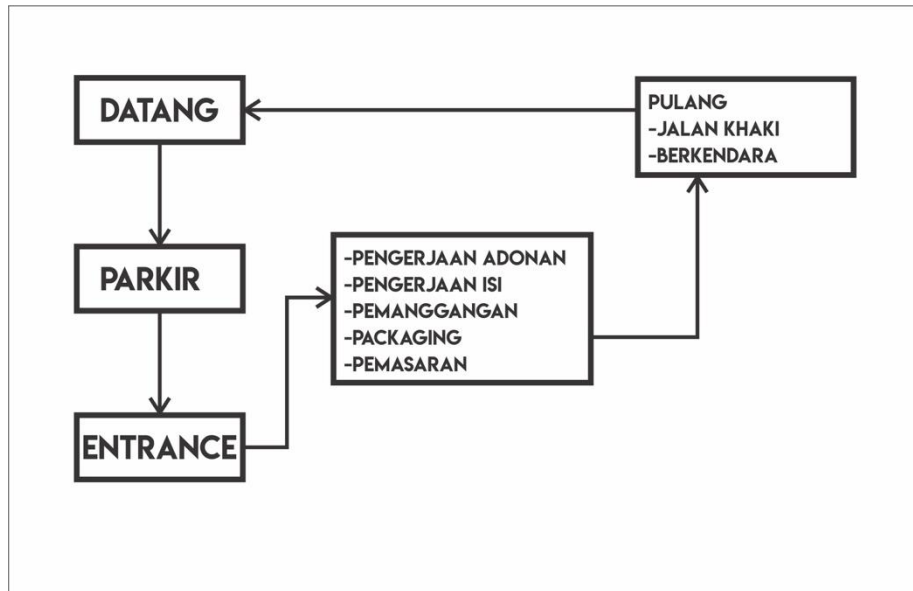 DATANG
PARKIR
ENTRANCE
-PENGERJAAN ADONAN
-PENGERJAAN ISI
-PEMANGGANGAN
-PACKAGING
-PEMASARAN
PULANG
-JALAN KHAKI
-BERKENDARA